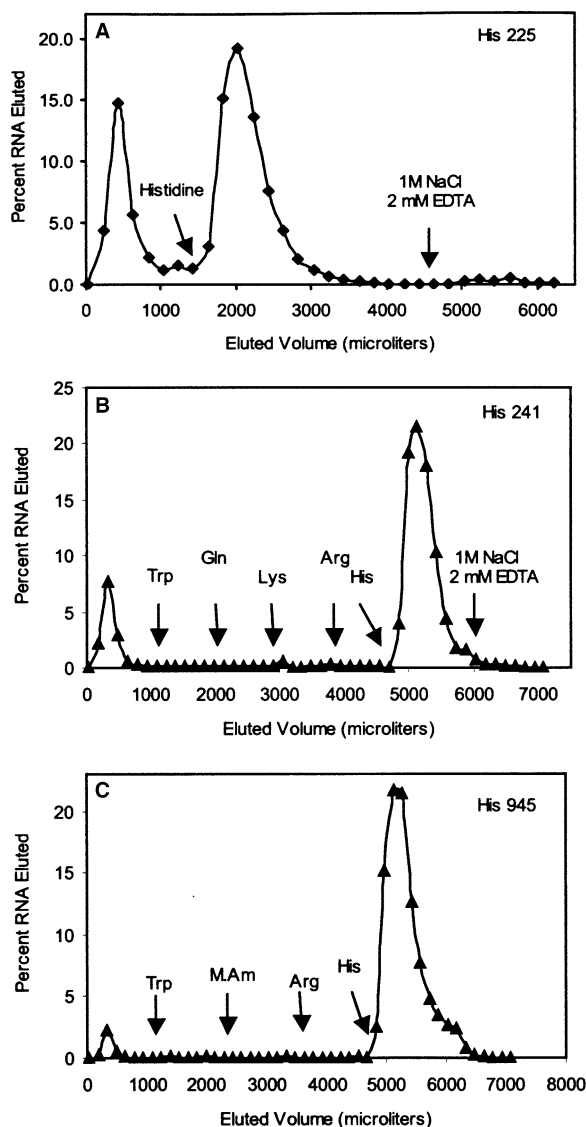 A
His 225
20.0
15.0
10.0
5.0
0.0
Percent RNA Eluted
Histidine
1M NaCl
2 mM EDTA
0
1000
2000
3000
4000
5000
6000
Eluted Volume (microliters)
B
His 241
25
20
15
10
5
0
Percent RNA Eluted
Trp
Gln
Lys
Arg
His
1M NaCl
2 mM EDTA
0
1000
2000
3000
4000
5000
6000
7000
Eluted Volume (microliters)
C
His 945
20
15
10
5
0
Percent RNA Eluted
Trp
M.Am
Arg
His
0
1000
2000
3000
4000
5000
6000
7000
8000
Eluted Volume (microliters)